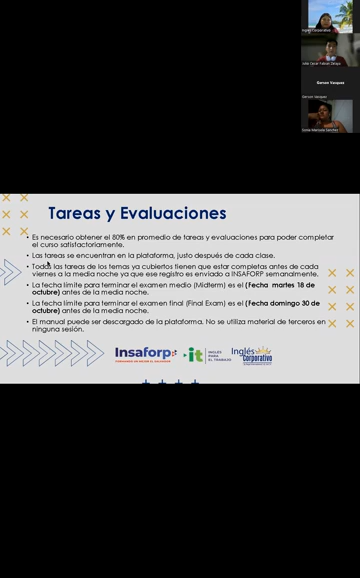 Inglés Corporativo
Gerson Vasquez
Gerson Vasquez
Tareas y Evaluaciones
• Es necesario obtener el 80% en promedio de tareas y evaluaciones para poder completar
el curso satisfactoriamente.
• Las tareas se encuentran en la plataforma, justo después de cada clase.
• Todas las tareas de los temas ya cubiertos tienen que estar completas antes de cada
viernes a la media noche ya que ese registro es enviado a INSAFORP semanalmente.
• La fecha límite para terminar el examen medio (Midterm) es el (Fecha martes 18 de
octubre) antes de la media noche.
• La fecha límite para terminar el examen final (Final Exam) es el (Fecha domingo 30 de
octubre) antes de la media noche.
• El manual puede ser descargado de la plataforma. No se utiliza material de terceros en
ninguna sesión.
Insaforp
it
INGLÉS
PARA
EL TRABAJO
Inglés
Corporativo